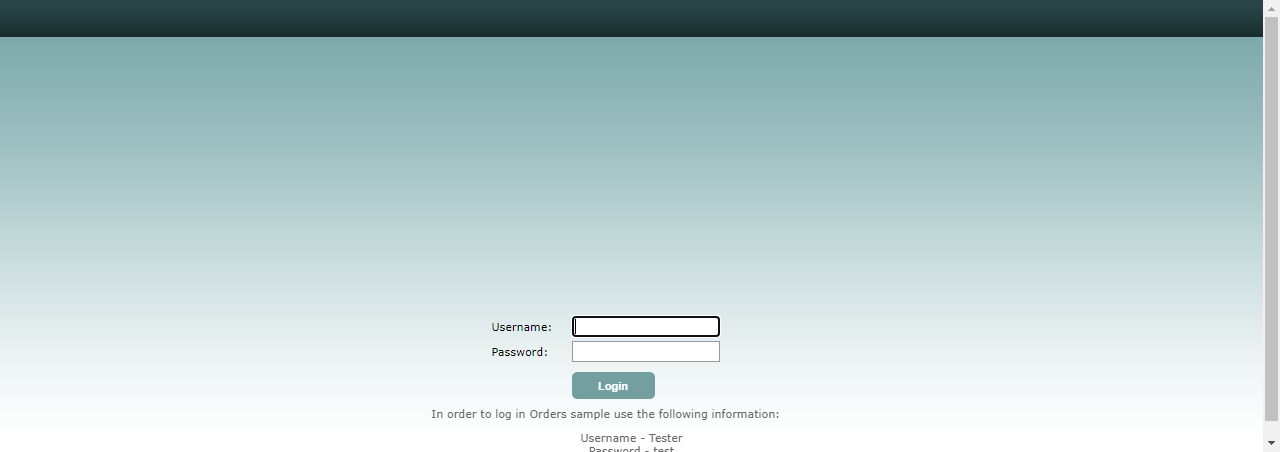 Username:
Password:
Login
In order to log in Orders sample use the following information:
Username - Tester
Password - test